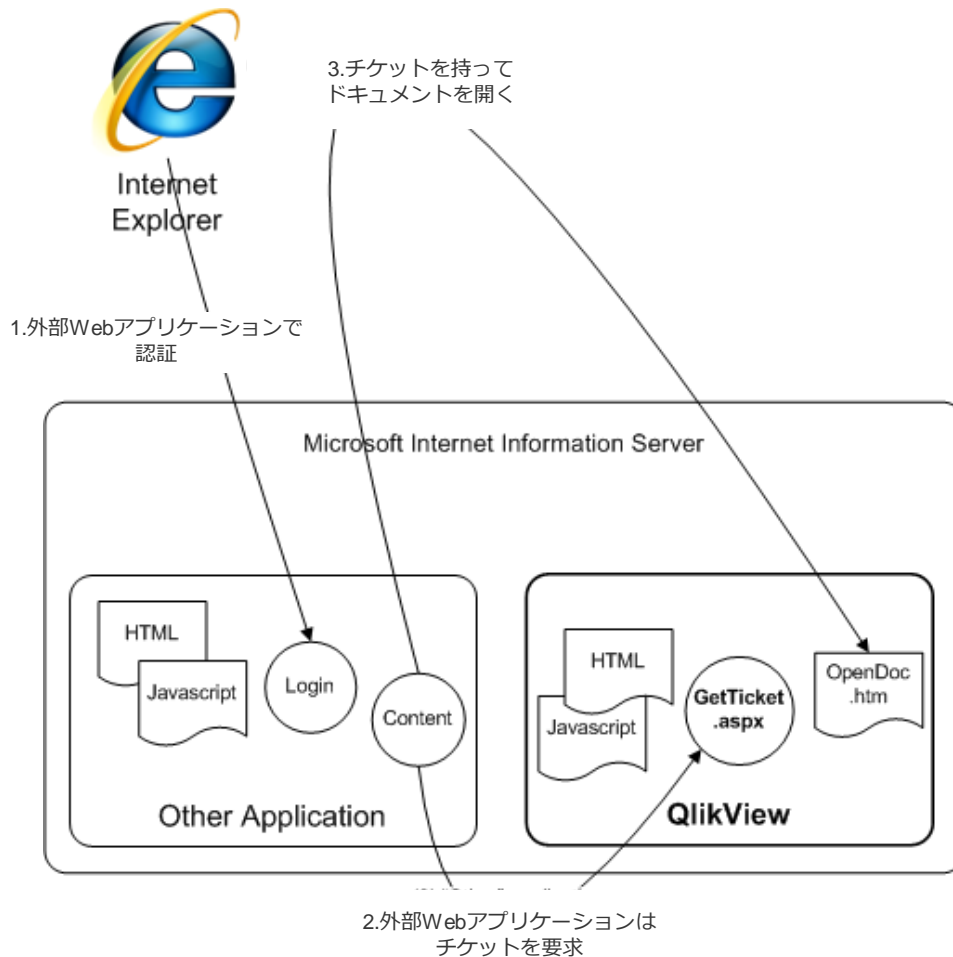 3.チケットを持って
ドキュメントを開く
Internet
Explorer
1.外部Webアプリケーションで
認証
Microsoft Internet Information Server
HTML
Javascript
Login
Content
Other Application
HTML
Javascript
GetTicket
.aspx
OpenDoc
.htm
QlikView
2.外部Webアプリケーションは
チケットを要求